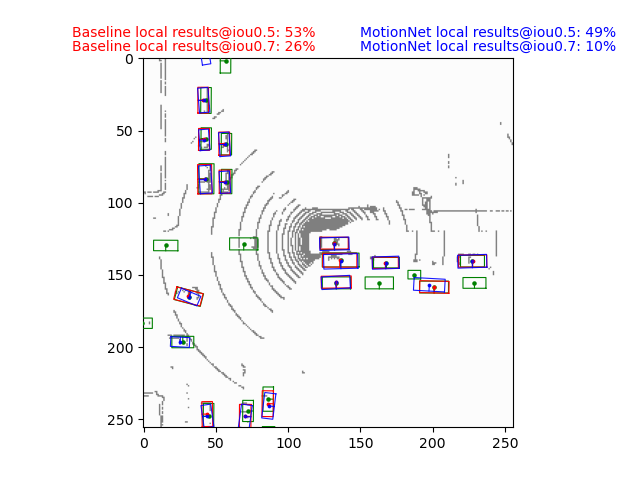 Baseline local results@iou0.5: 53%
Baseline local results@iou0.7: 26%
MotionNet local results@iou0.5: 49%
MotionNet local results@iou0.7: 10%
0
50
100
150
200
250
0 50 100 150 200 250